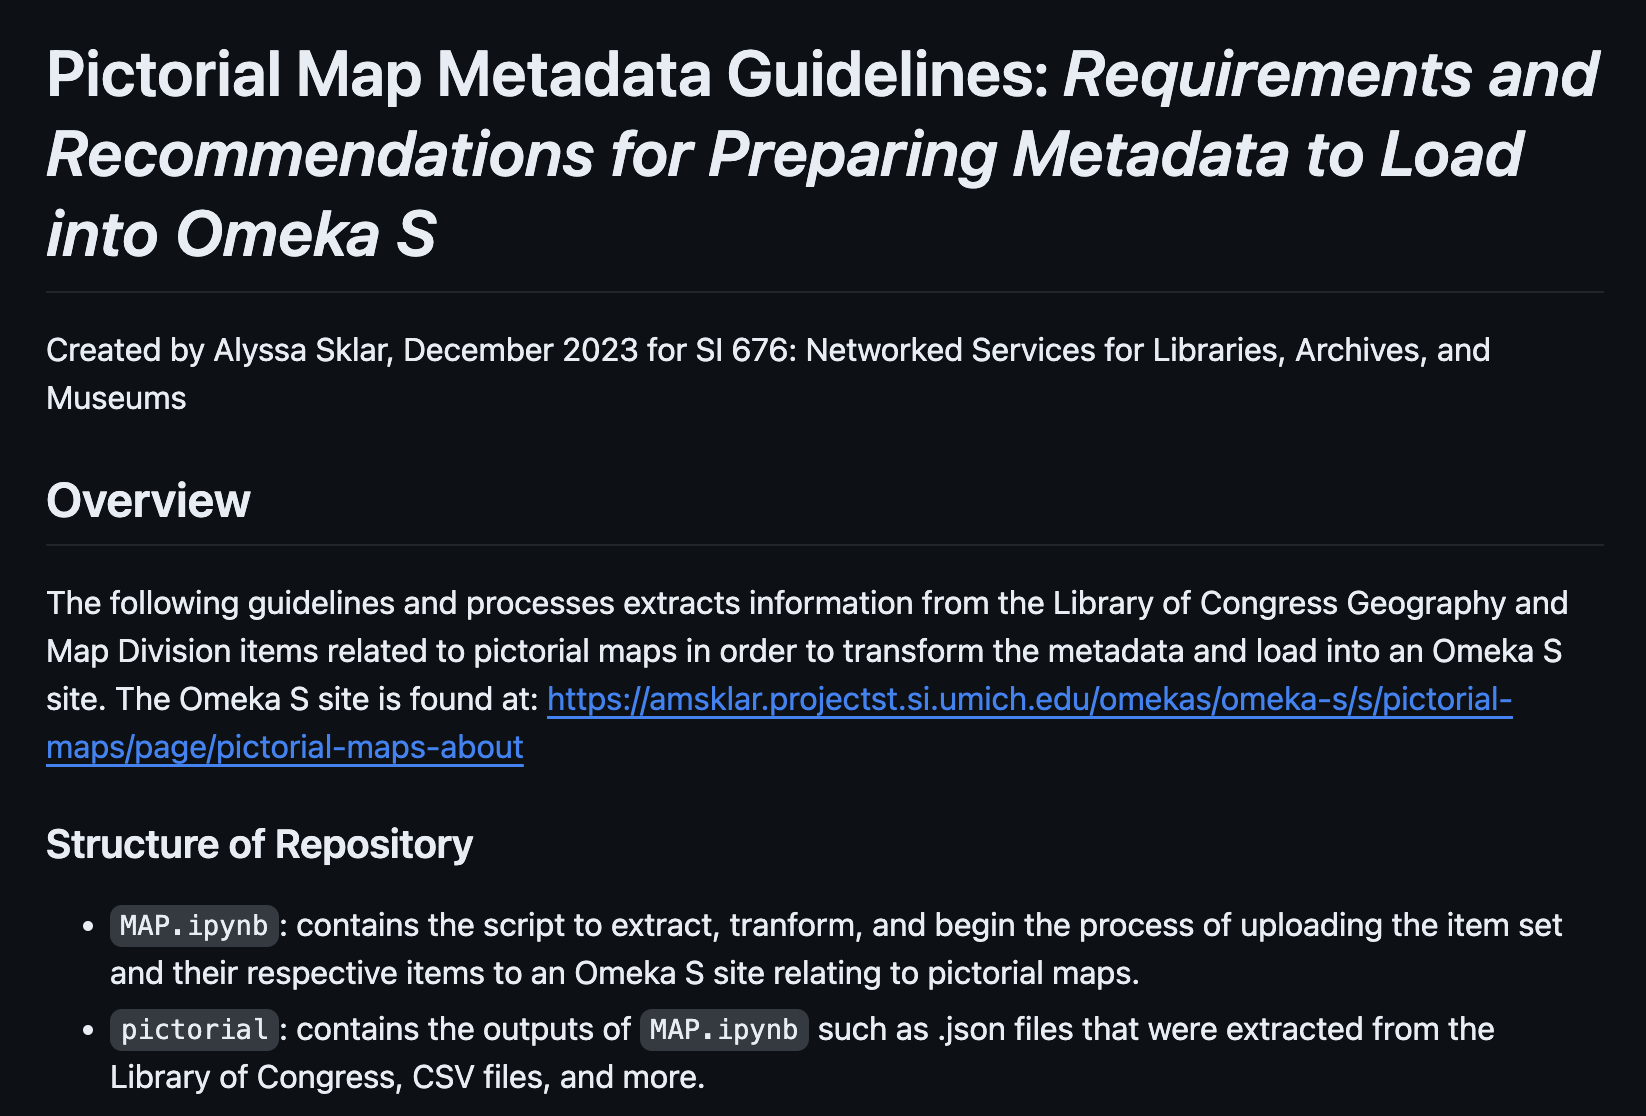 Pictorial Map Metadata Guidelines: Requirements and
Recommendations for Preparing Metadata to Load
into Omeka S
Created by Alyssa Sklar, December 2023 for SI 676: Networked Services for Libraries, Archives, and
Museums
Overview
The following guidelines and processes extracts information from the Library of Congress Geography and
Map Division items related to pictorial maps in order to transform the metadata and load into an Omeka S
site. The Omeka S site is found at: https://amsklar.projectst.si.umich.edu/omekas/omeka-s/s/pictorial-
maps/page/pictorial-maps-about
Structure of Repository
• MAP.ipynb: contains the script to extract, tranform, and begin the process of uploading the item set
and their respective items to an Omeka S site relating to pictorial maps.
• pictorial: contains the outputs of MAP.ipynb such as .json files that were extracted from the
Library of Congress, CSV files, and more.